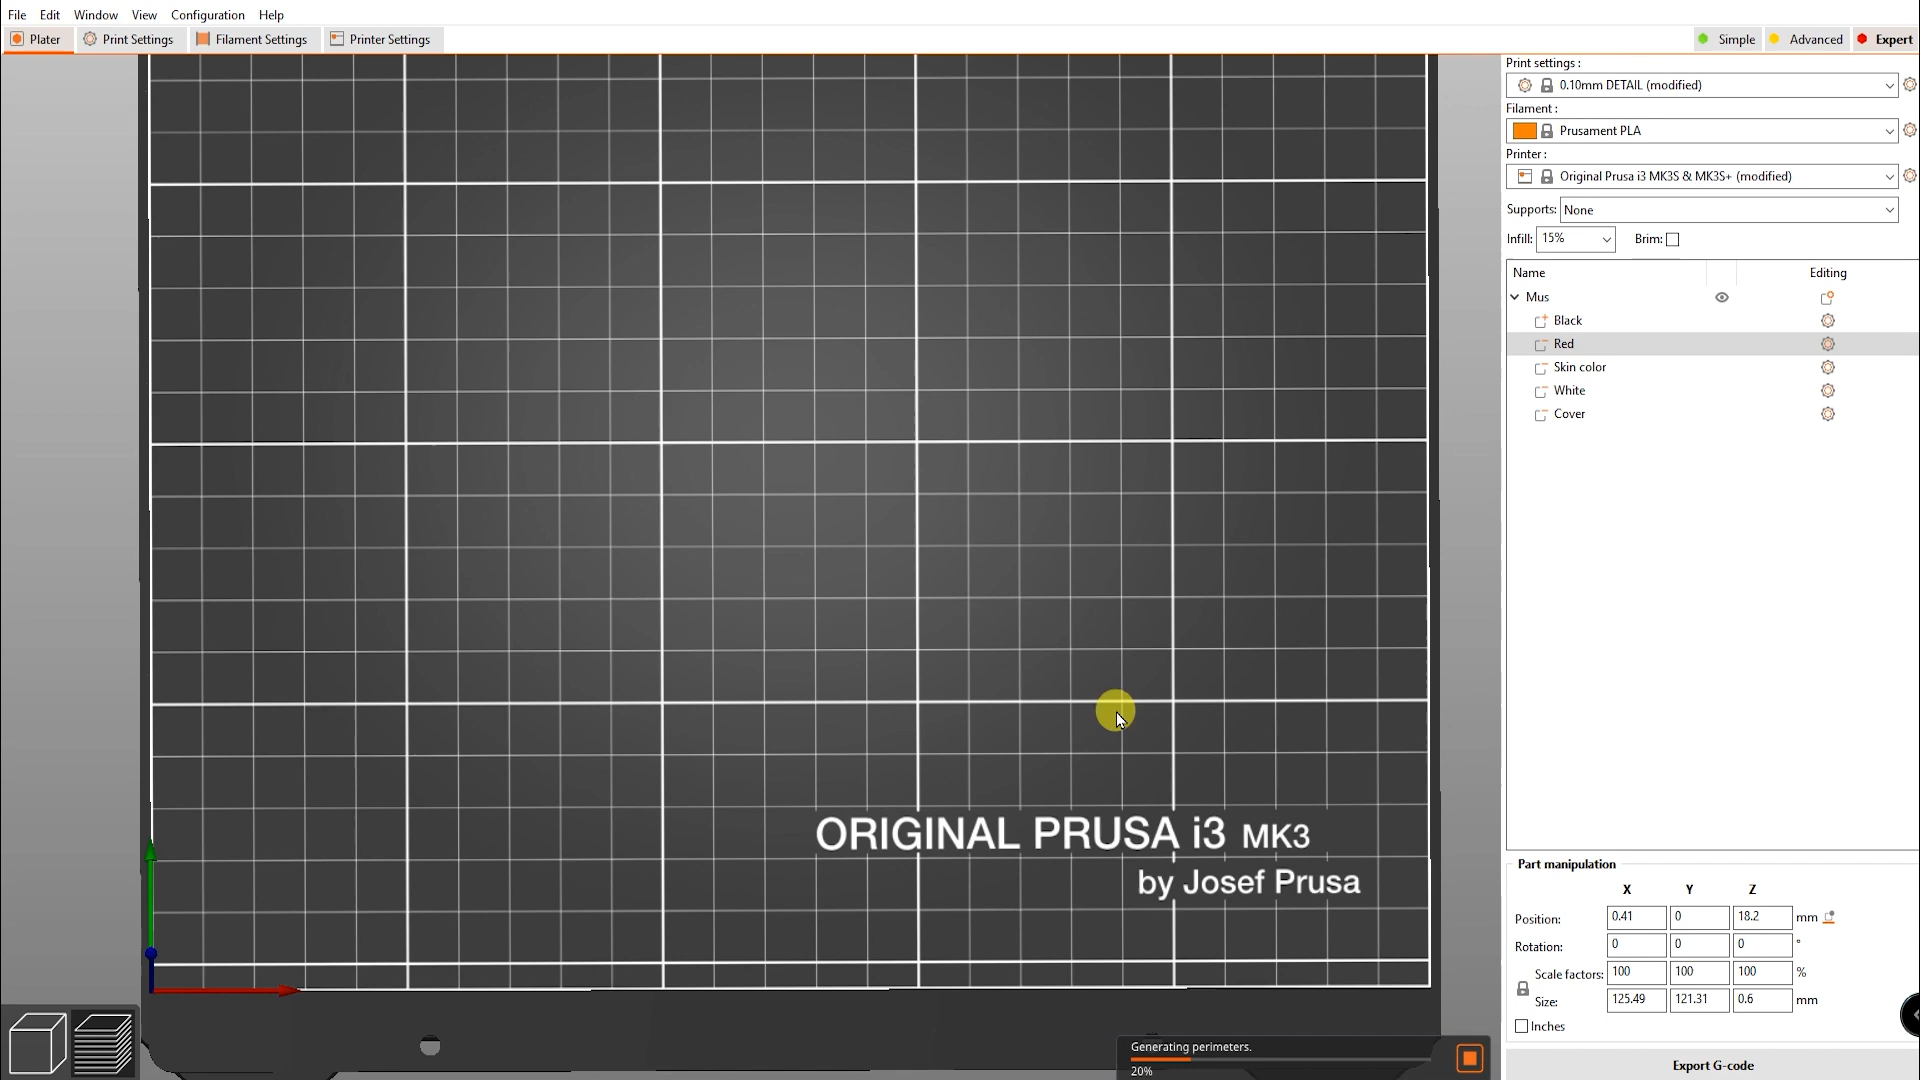 File Edit Window View Configuration Help
Plater Print Settings Filament Settings Printer Settings Simple Advanced Expert
Print settings :
0.10mm DETAIL (modified)
Filament :
Prusament PLA
Printer :
Original Prusa i3 MK3S & MK3S+ (modified)
Supports: None
Infill: 15% Brim:
Name Editing
Mus
Black
Red
Skin color
White
Cover
ORIGINAL PRUSA i3 MK3
by Josef Prusa
Part manipulation
X Y Z
Position: 0.41 0 18.2 mm
Rotation: 0 0 0 °
Scale factors: 100 100 100 %
Size: 125.49 121.31 0.6 mm
Inches
Generating perimeters.
20%
Export G-code